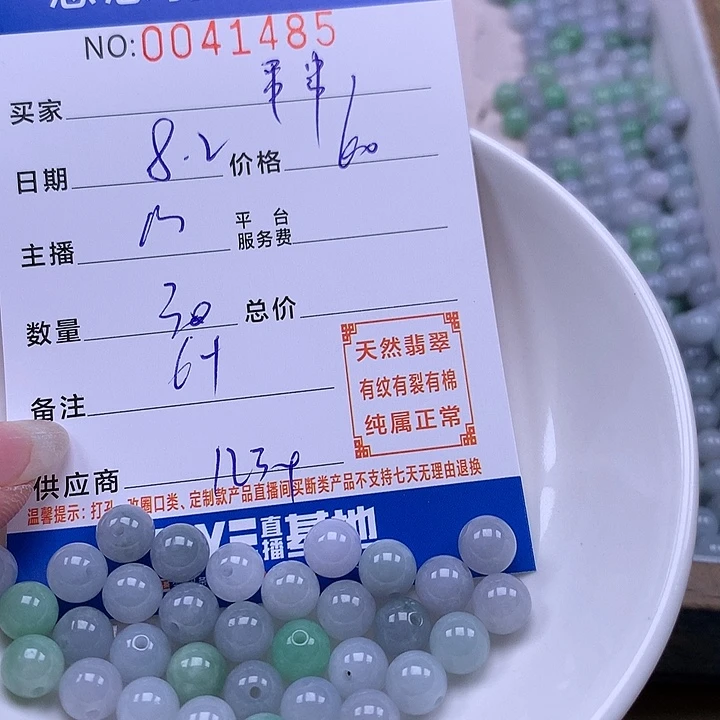 NO:0041485
买家
日期 8.2 价格 60
主播 平台服务费
数量 30 总价
64
备注
供应商
天然翡翠
有纹有裂有棉
纯属正常
温馨提示：打孔、改圈口类、定制款产品直播间买断类产品不支持七天无理由退换
直播基地